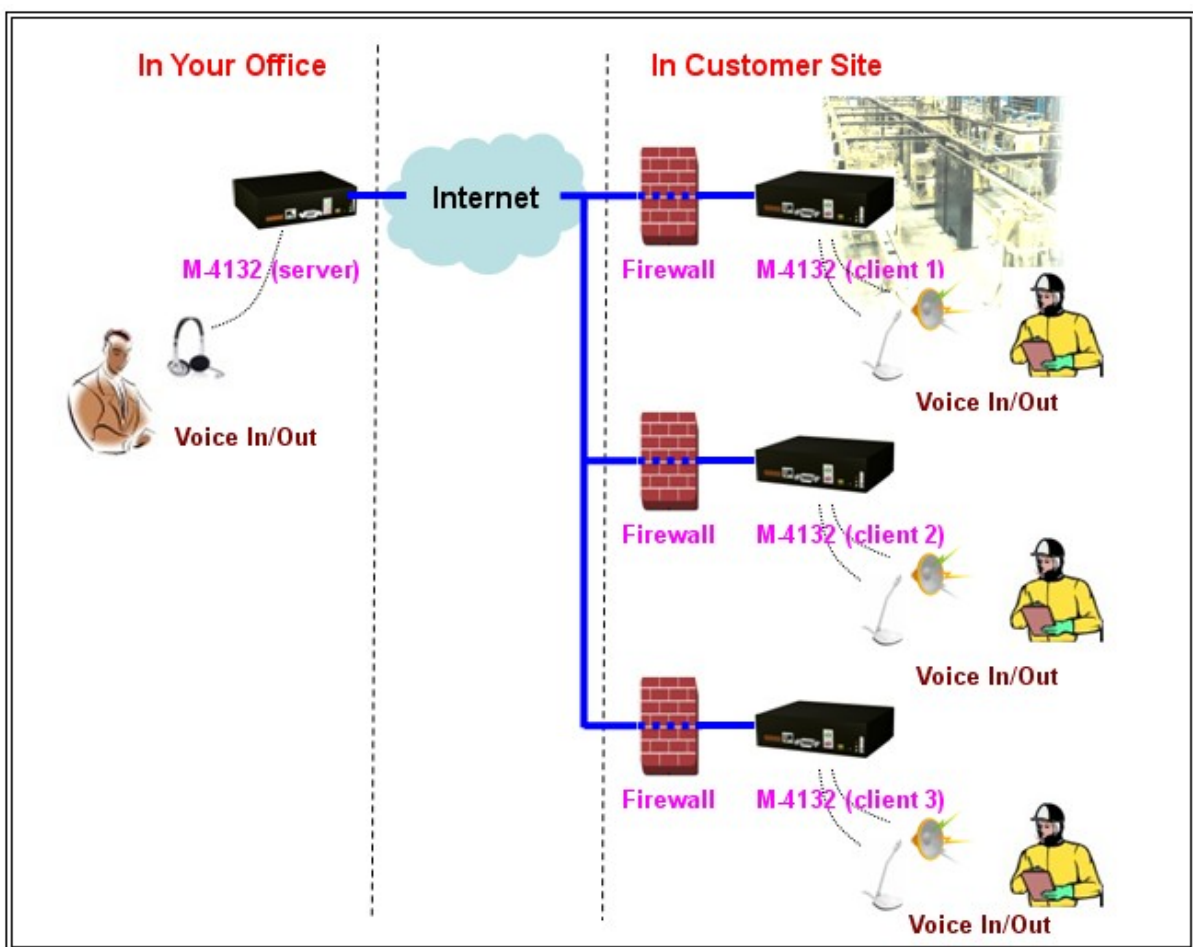 In Your Office
In Customer Site
Internet
M-4132 (server)
Firewall
M-4132 (client 1)
Voice In/Out
Voice In/Out
Firewall
M-4132 (client 2)
Voice In/Out
Firewall
M-4132 (client 3)
Voice In/Out